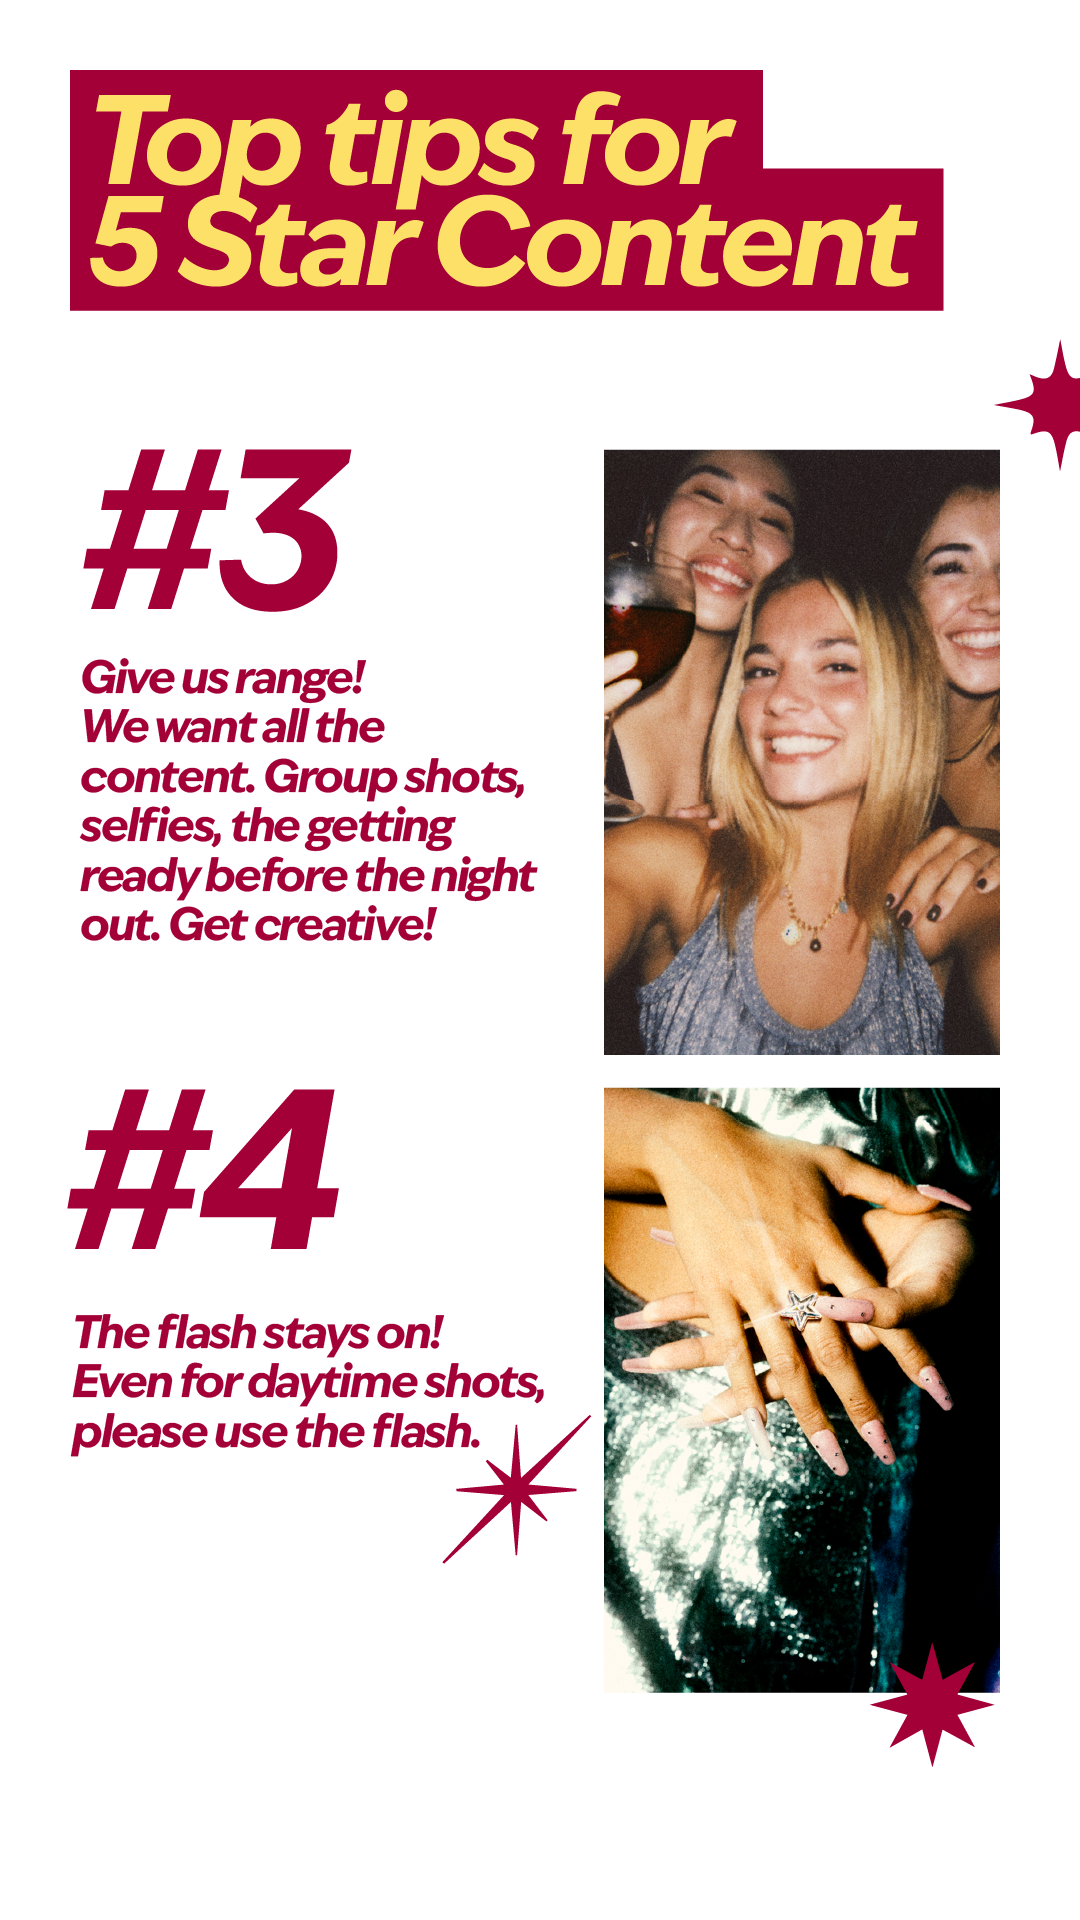 Top tips for
5 Star Content
#3
Give us range!
We want all the
content. Group shots,
selfies, the getting
ready before the night
out. Get creative!
#4
The flash stays on!
Even for daytime shots,
please use the flash.